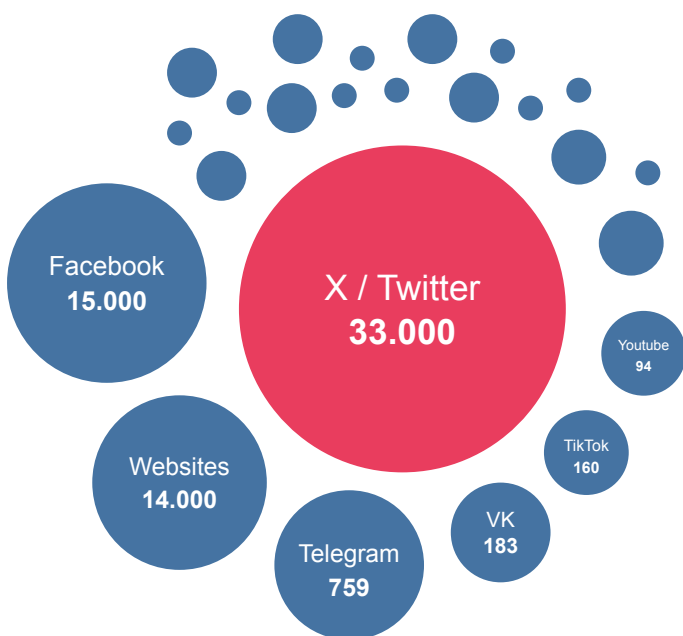 Facebook
15.000
X / Twitter
33.000
Youtube
94
Websites
14.000
TikTok
160
VK
183
Telegram
759